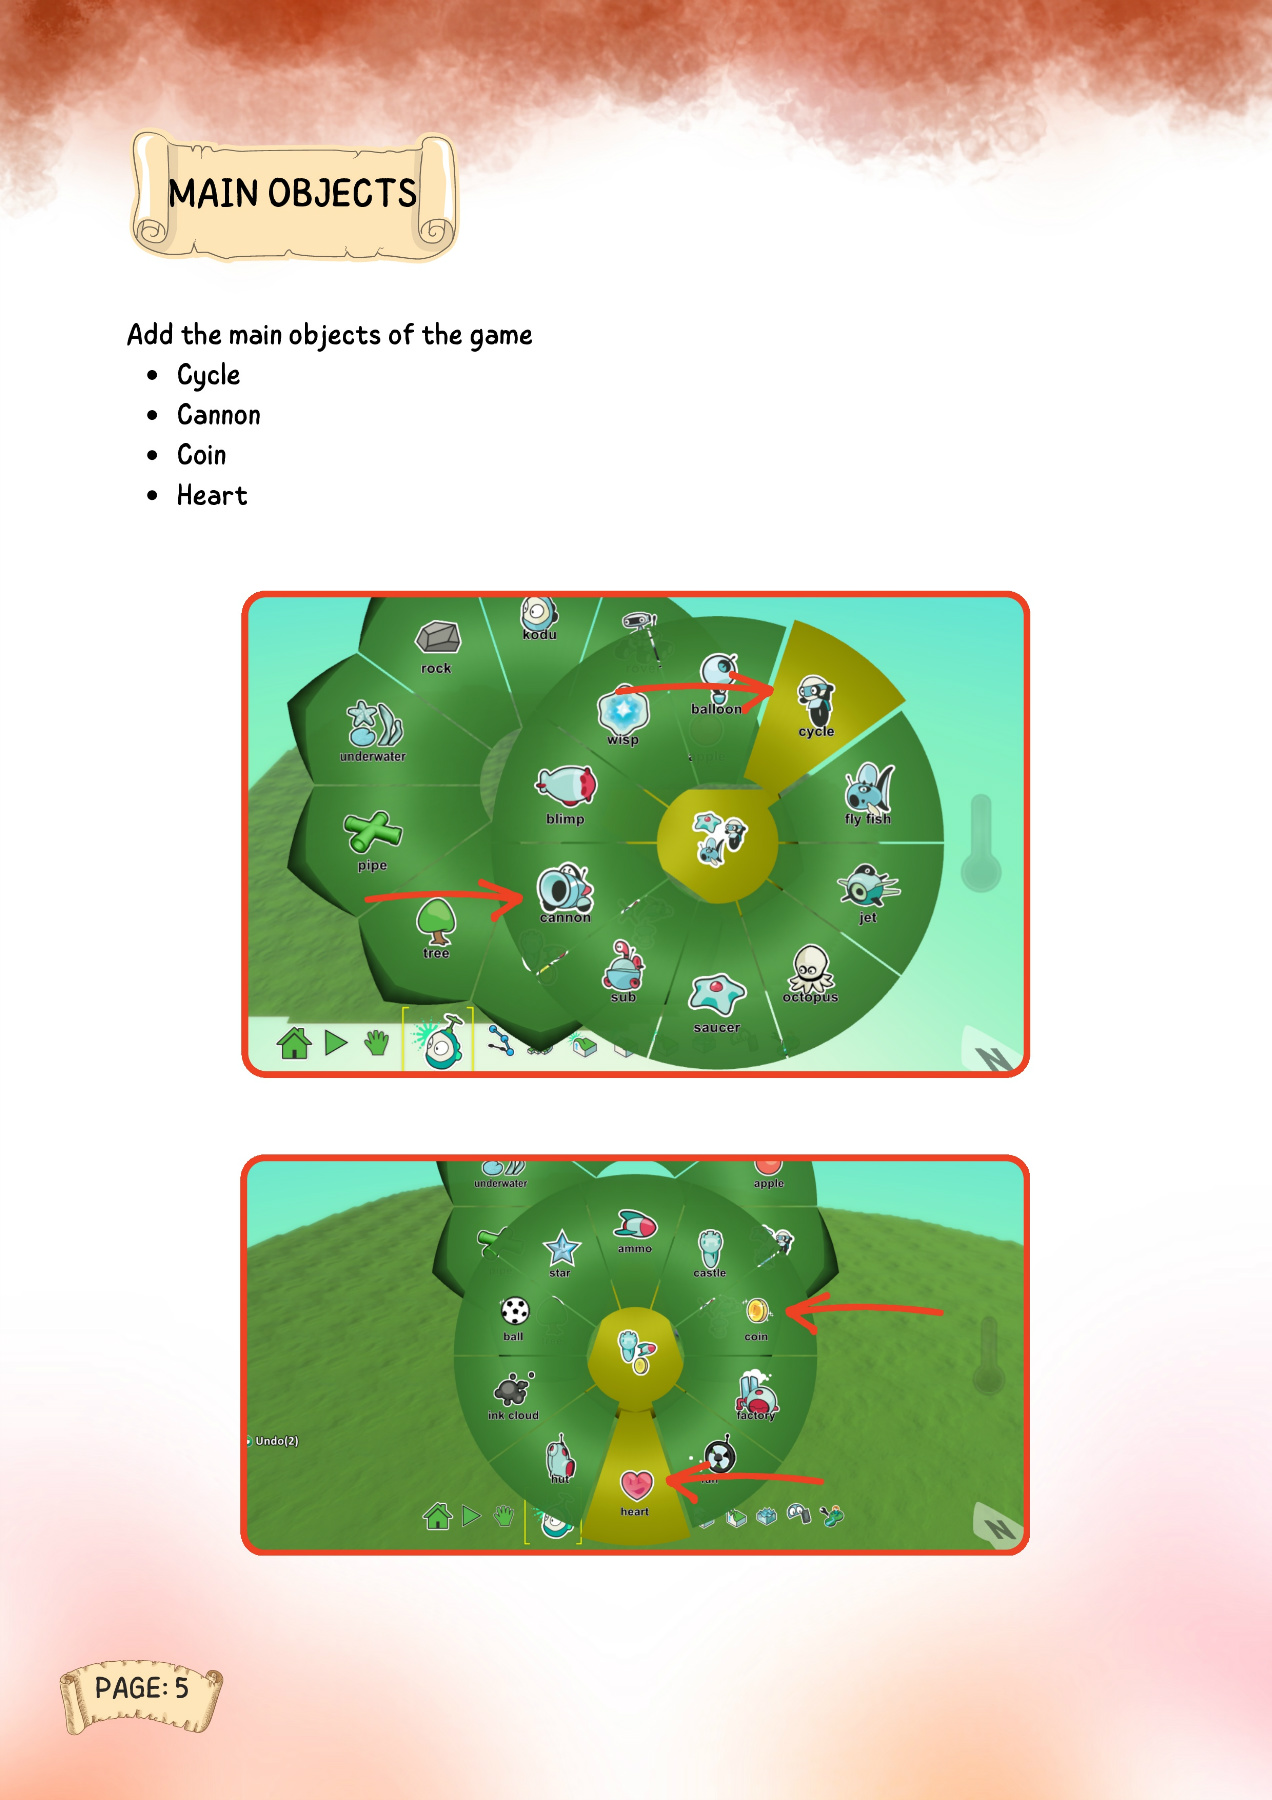 MAIN OBJECTS
Add the main objects of the game
• Cycle
• Cannon
• Coin
• Heart
kodu
rock
balloon
cycle
wisp
underwater
blimp
fly fish
pipe
cannon
jet
tree
sub
octopus
saucer
N
underwater
apple
ammo
star
castle
ball
coin
ink cloud
factory
Undo(2)
hut
heart
N
PAGE: 5